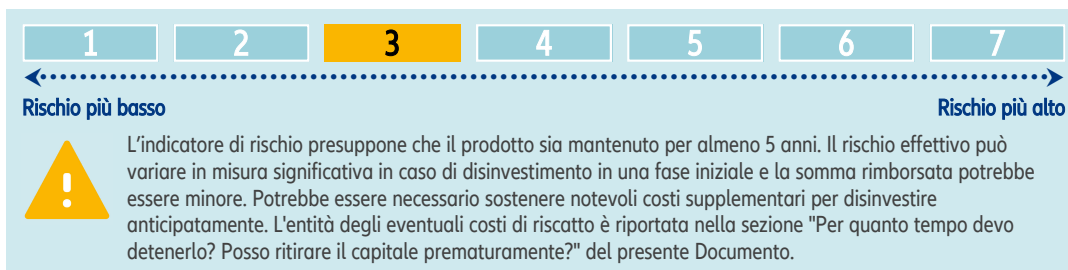 1 2 3 4 5 6 7
Rischio più basso Rischio più alto
L'indicatore di rischio presuppone che il prodotto sia mantenuto per almeno 5 anni. Il rischio effettivo può
variare in misura significativa in caso di disinvestimento in una fase iniziale e la somma rimborsata potrebbe
essere minore. Potrebbe essere necessario sostenere notevoli costi supplementari per disinvestire
anticipatamente. L'entità degli eventuali costi di riscatto è riportata nella sezione "Per quanto tempo devo
detenerlo? Posso ritirare il capitale prematuramente?" del presente Documento.